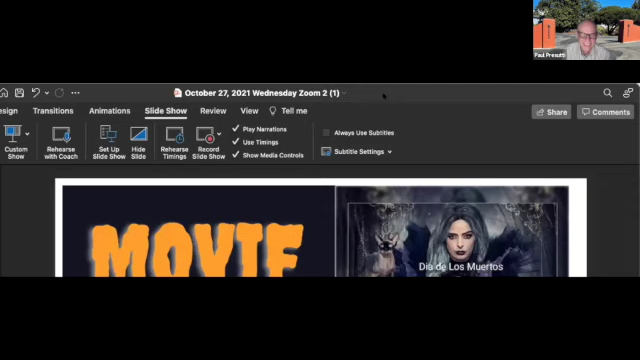 Paul Presutti
October 27, 2021 Wednesday Zoom 2 (1)
esign Transitions Animations Slide Show Review View Tell me
Share Comments
Custom Show
Rehearse with Coach
Set Up Slide Show
Hide Slide
Rehearse Timings
Record Slide Show
Play Narrations
Use Timings
Show Media Controls
Always Use Subtitles
Subtitle Settings
MOVIE
Dia de Los Muertos